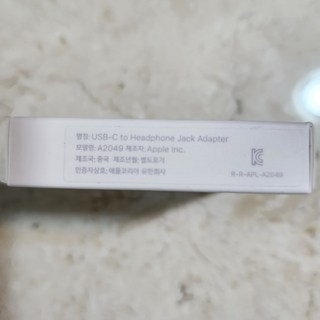 명칭:USB-C to Headphone Jack Adapter
모델명:A2049 제조자:Apple Inc.
제조국:중국 제조년월:별도표기
인증자상호:애플코리아 유한회사
R-R-APL-A2049